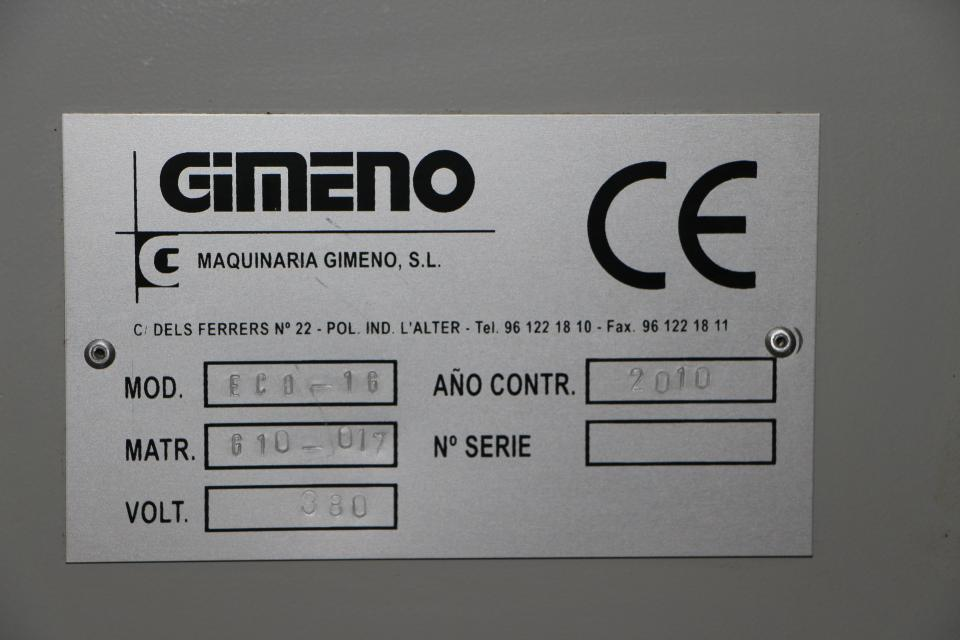 GIMENO
CE
G MAQUINARIA GIMENO, S.L.
C/ DELS FERRERS Nº 22 - POL. IND. L'ALTER - Tel. 96 122 18 10 - Fax. 96 122 18 11
MOD. ECO-16 AÑO CONTR. 2010
MATR. G10-017 Nº SERIE
VOLT. 380